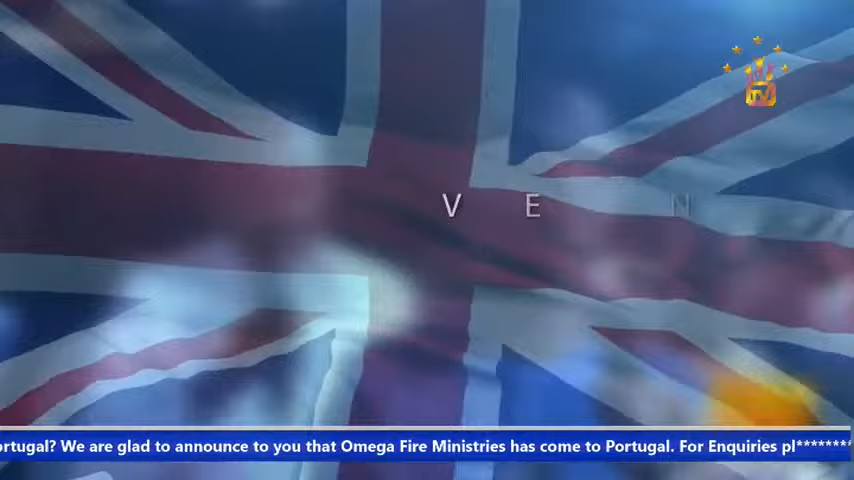 TV
V E N
ortugal? We are glad to announce to you that Omega Fire Ministries has come to Portugal. For Enquiries pl********